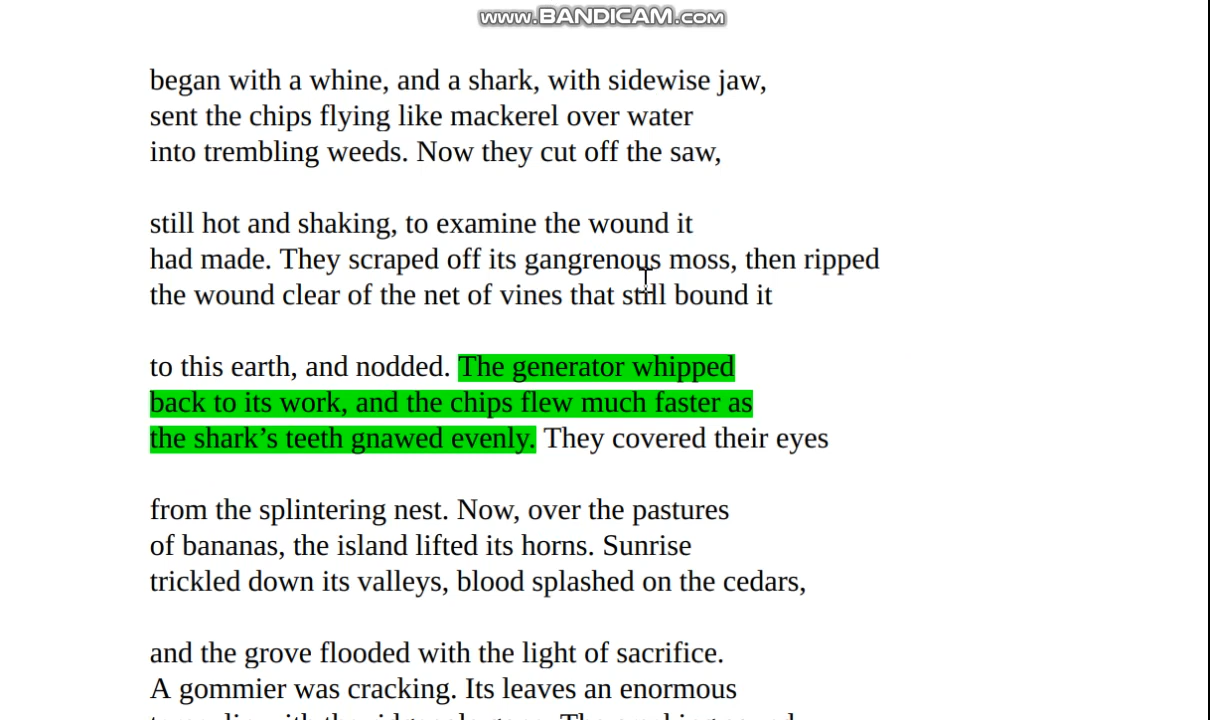 www.BANDICAM.com
began with a whine, and a shark, with sidewise jaw,
sent the chips flying like mackerel over water
into trembling weeds. Now they cut off the saw,
still hot and shaking, to examine the wound it
had made. They scraped off its gangrenous moss, then ripped
the wound clear of the net of vines that still bound it
to this earth, and nodded. The generator whipped
back to its work, and the chips flew much faster as
the shark’s teeth gnawed evenly. They covered their eyes
from the splintering nest. Now, over the pastures
of bananas, the island lifted its horns. Sunrise
trickled down its valleys, blood splashed on the cedars,
and the grove flooded with the light of sacrifice.
A gommier was cracking. Its leaves an enormous